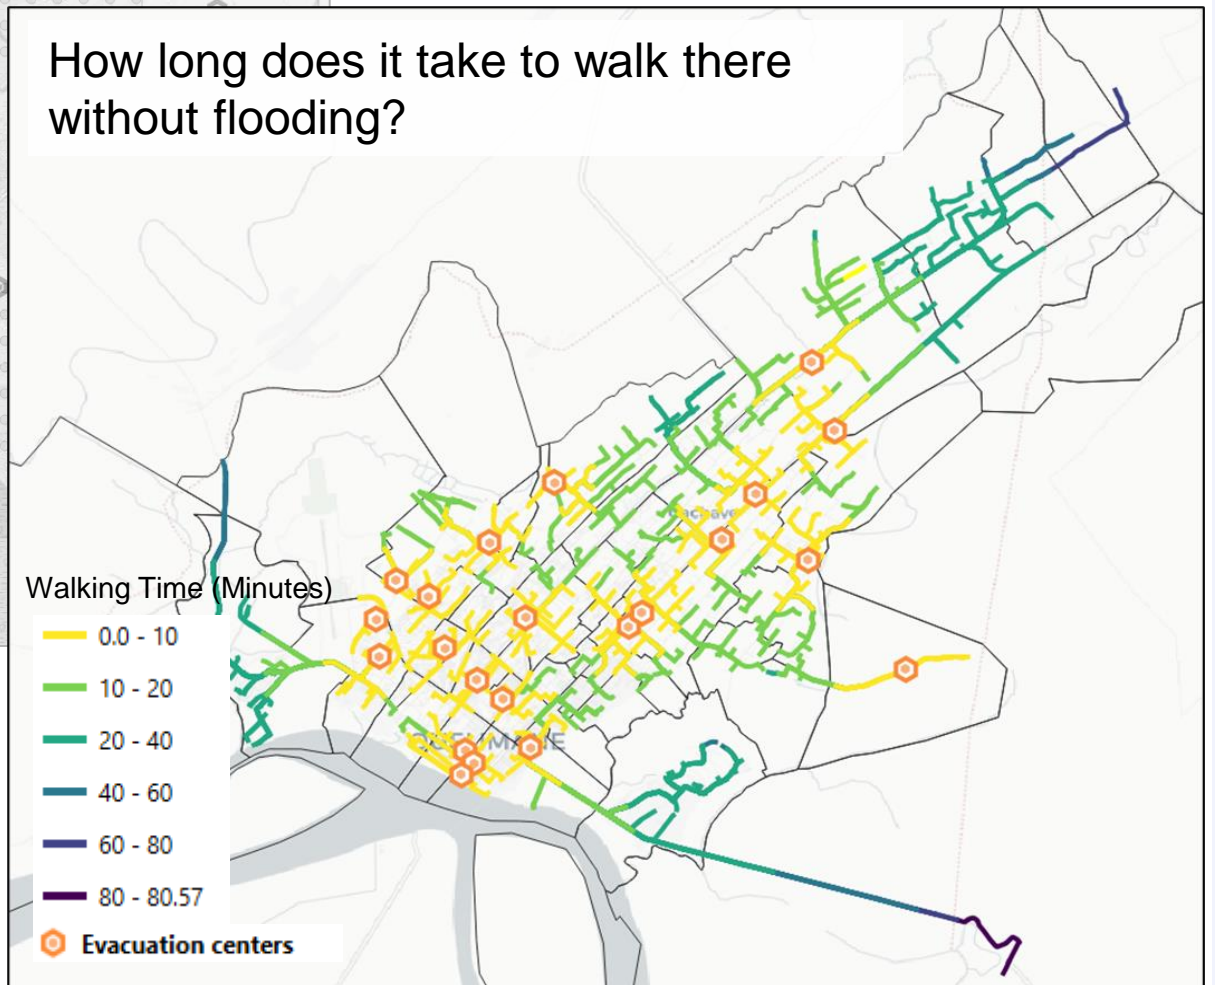 How long does it take to walk there
without flooding?
Walking Time (Minutes)
0.0 - 10
10 - 20
20 - 40
40 - 60
60 - 80
80 - 80.57
Evacuation centers